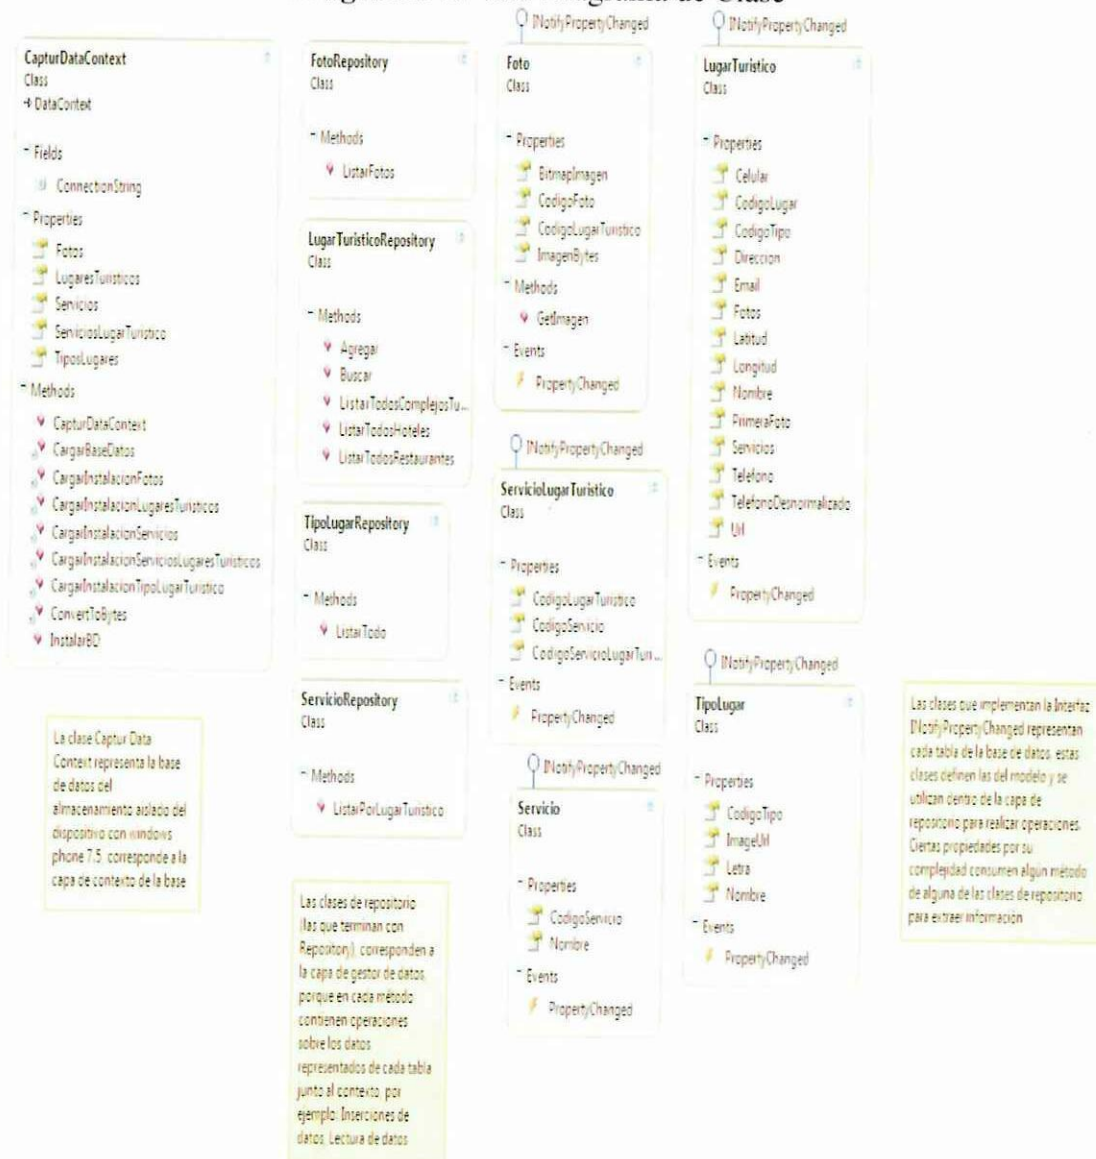 Diagrama de Clase
CapturDataContext
Class
DataContext
Fields
ConnectionString
Properties
Fotos
LugaresTuristicos
Servicios
ServiciosLugarTuristico
TiposLugares
Methods
CapturDataContext
CargarBaseDatos
CargarInstalacionFotos
CargarInstalacionLugaresTuristicos
CargarInstalacionServicios
CargarInstalacionServiciosLugaresTuristicos
CargarInstalacionTipoLugarTuristico
ConvertToBytes
InstalarBD
La clase Captur Data
Context representa la base
de datos del
almacenamiento aislado del
dispositivo con windows
phone 7.5 corresponde a la
capa de contexto de la base
FotoRepository
Class
Methods
ListarFotos
LugarTuristicoRepository
Class
Methods
Agregar
Buscar
ListarTodosComplejosTu...
ListarTodosHoteles
ListarTodosRestaurantes
TipoLugarRepository
Class
Methods
ListarTodo
ServicioRepository
Class
Methods
ListarPorLugarTuristico
Las clases de repositorio
(las que terminan con
Repository), corresponden a
la capa de gestor de datos,
porque en cada método
contienen operaciones
sobre los datos
representados de cada tabla
junto al contexto, por
ejemplo: Inserciones de
datos, Lectura de datos
INotifyPropertyChanged
Foto
Class
Properties
BitmapImagen
CodigoFoto
CodigoLugarTuristico
ImagenBytes
Methods
GetImagen
Events
PropertyChanged
INotifyPropertyChanged
ServicioLugarTuristico
Class
Properties
CodigoLugarTuristico
CodigoServicio
CodigoServicioLugarTuri...
Events
PropertyChanged
INotifyPropertyChanged
Servicio
Class
Properties
CodigoServicio
Nombre
Events
PropertyChanged
INotifyPropertyChanged
LugarTuristico
Class
Properties
Celular
CodigoLugar
CodigoTipo
Direccion
Email
Fotos
Latitud
Longitud
Nombre
PrimeraFoto
Servicios
Telefono
TelefonoDesnormalizado
Url
Events
PropertyChanged
INotifyPropertyChanged
TipoLugar
Class
Properties
CodigoTipo
ImageUrl
Letra
Nombre
Events
PropertyChanged
Las clases que implementan la Interfaz
INotifyPropertyChanged representan
cada tabla de la base de datos, estas
clases definen las del modelo y se
utilizan dentro de la capa de
repositorio para realizar operaciones.
Ciertas propiedades por su
complejidad consumen algún método
de alguna de las clases de repositorio
para extraer información